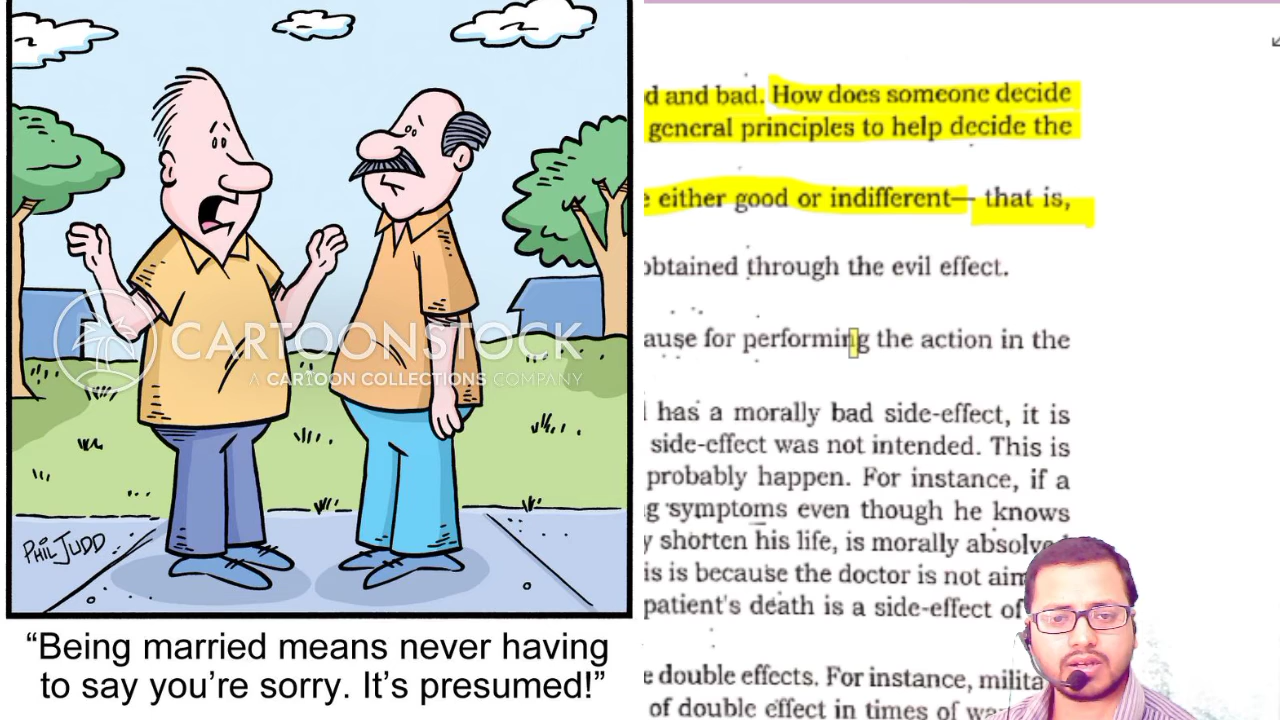 CARTOONSTOCK
A CARTOON COLLECTIONS COMPANY
PHIL JUDD
“Being married means never having
to say you’re sorry. It’s presumed!”
d and bad. How does someone decide
general principles to help decide the
either good or indifferent— that is,
obtained through the evil effect.
ause for performing the action in the
has a morally bad side-effect, it is
side-effect was not intended. This is
probably happen. For instance, if a
g symptoms even though he knows
y shorten his life, is morally absolve
is is because the doctor is not aim
patient's death is a side-effect of
e double effects. For instance, milita
of double effect in times of wa